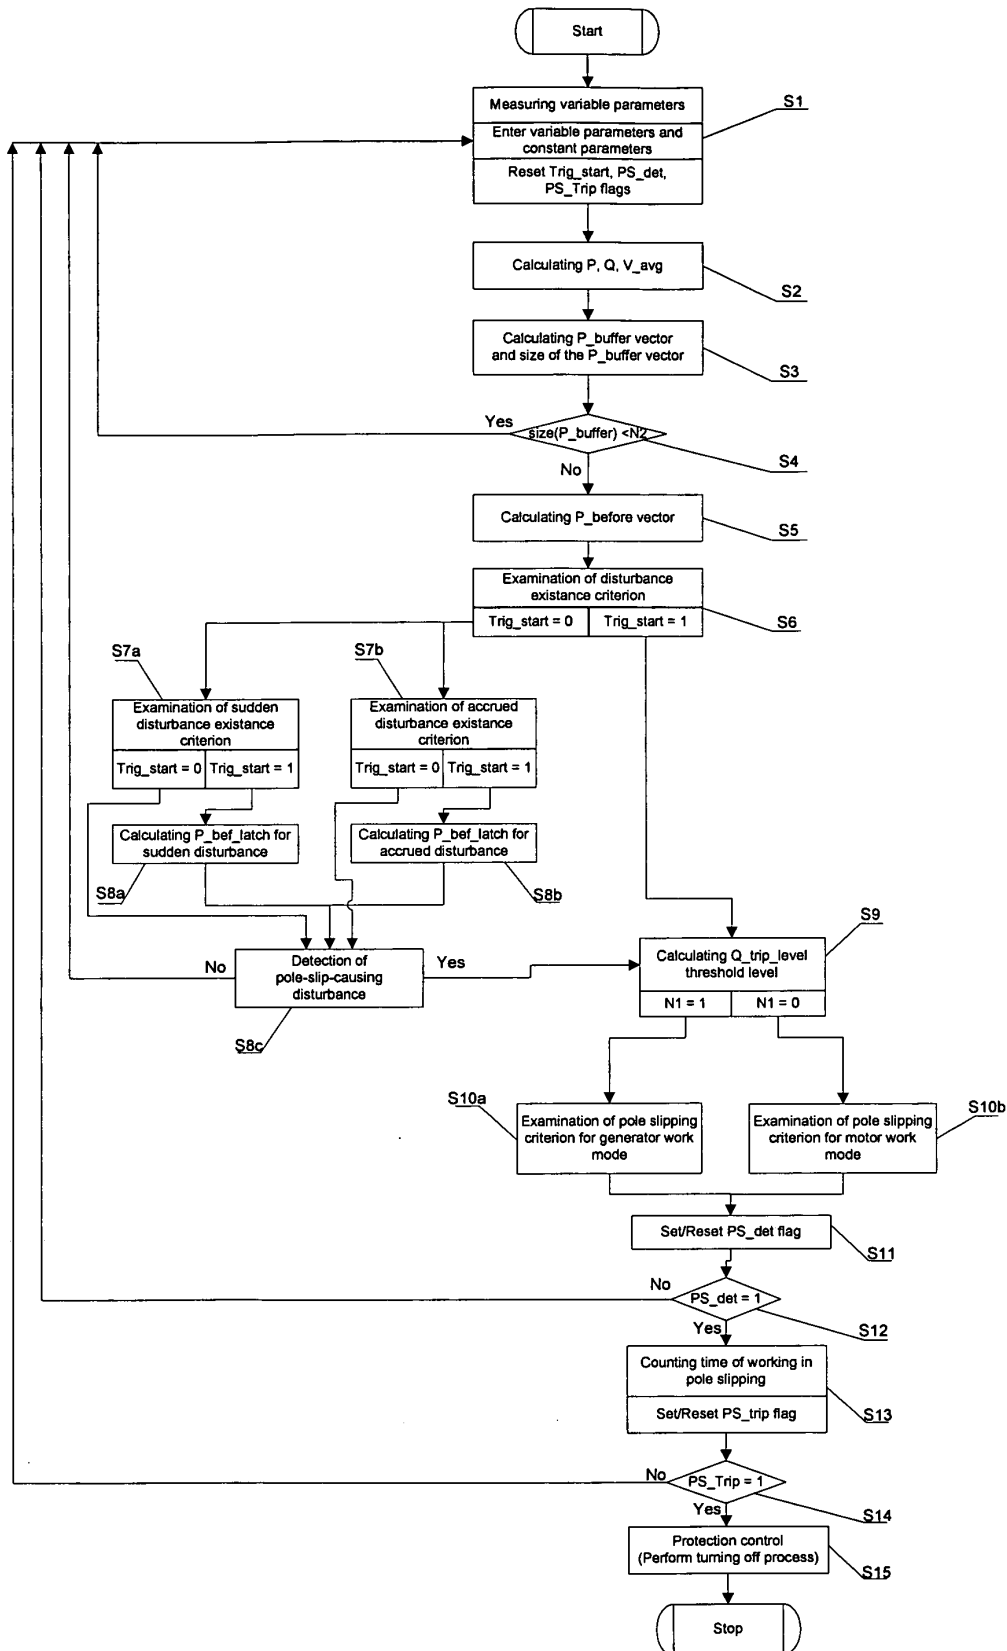 Start
Measuring variable parameters
S1
Enter variable parameters and
constant parameters
Reset Trig_start, PS_det,
PS_Trip flags
Calculating P, Q, V_avg
S2
Calculating P_buffer vector
and size of the P_buffer vector
S3
Yes
size(P_buffer) <N2
S4
No
Calculating P_before vector
S5
Examination of disturbance
existance criterion
Trig_start = 0
Trig_start = 1
S6
S7a
S7b
Examination of sudden
disturbance existance
criterion
Trig_start = 0
Trig_start = 1
Examination of accrued
disturbance existance
criterion
Trig_start = 0
Trig_start = 1
Calculating P_bef_latch for
sudden disturbance
Calculating P_bef_latch for
accrued disturbance
S8a
S8b
S9
No
Detection of
pole-slip-causing
disturbance
Yes
S8c
Calculating Q_trip_level
threshold level
N1 = 1
N1 = 0
S10a
Examination of pole slipping
criterion for generator work
mode
Examination of pole slipping
criterion for motor work
mode
S10b
Set/Reset PS_det flag
S11
No
PS_det = 1
S12
Yes
Counting time of working in
pole slipping
Set/Reset PS_trip flag
S13
No
PS_Trip = 1
S14
Yes
Protection control
(Perform turning off process)
S15
Stop